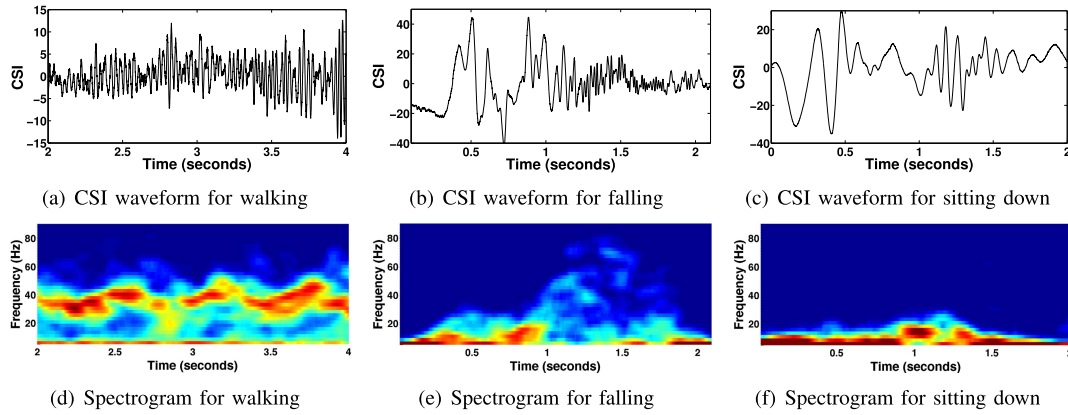 CSI
15
10
5
0
−5
−10
−15
2 2.5 3 3.5 4
Time (seconds)
(a) CSI waveform for walking
CSI
40
20
0
−20
−40
0.5 1 1.5 2
Time (seconds)
(b) CSI waveform for falling
CSI
20
0
−20
−40
0 0.5 1 1.5 2
Time (seconds)
(c) CSI waveform for sitting down
Frequency (Hz)
80
60
40
20
2 2.5 3 3.5 4
Time (seconds)
(d) Spectrogram for walking
Frequency (Hz)
80
60
40
20
0.5 1 1.5 2
Time (seconds)
(e) Spectrogram for falling
Frequency (Hz)
80
60
40
20
0.5 1 1.5 2
Time (seconds)
(f) Spectrogram for sitting down